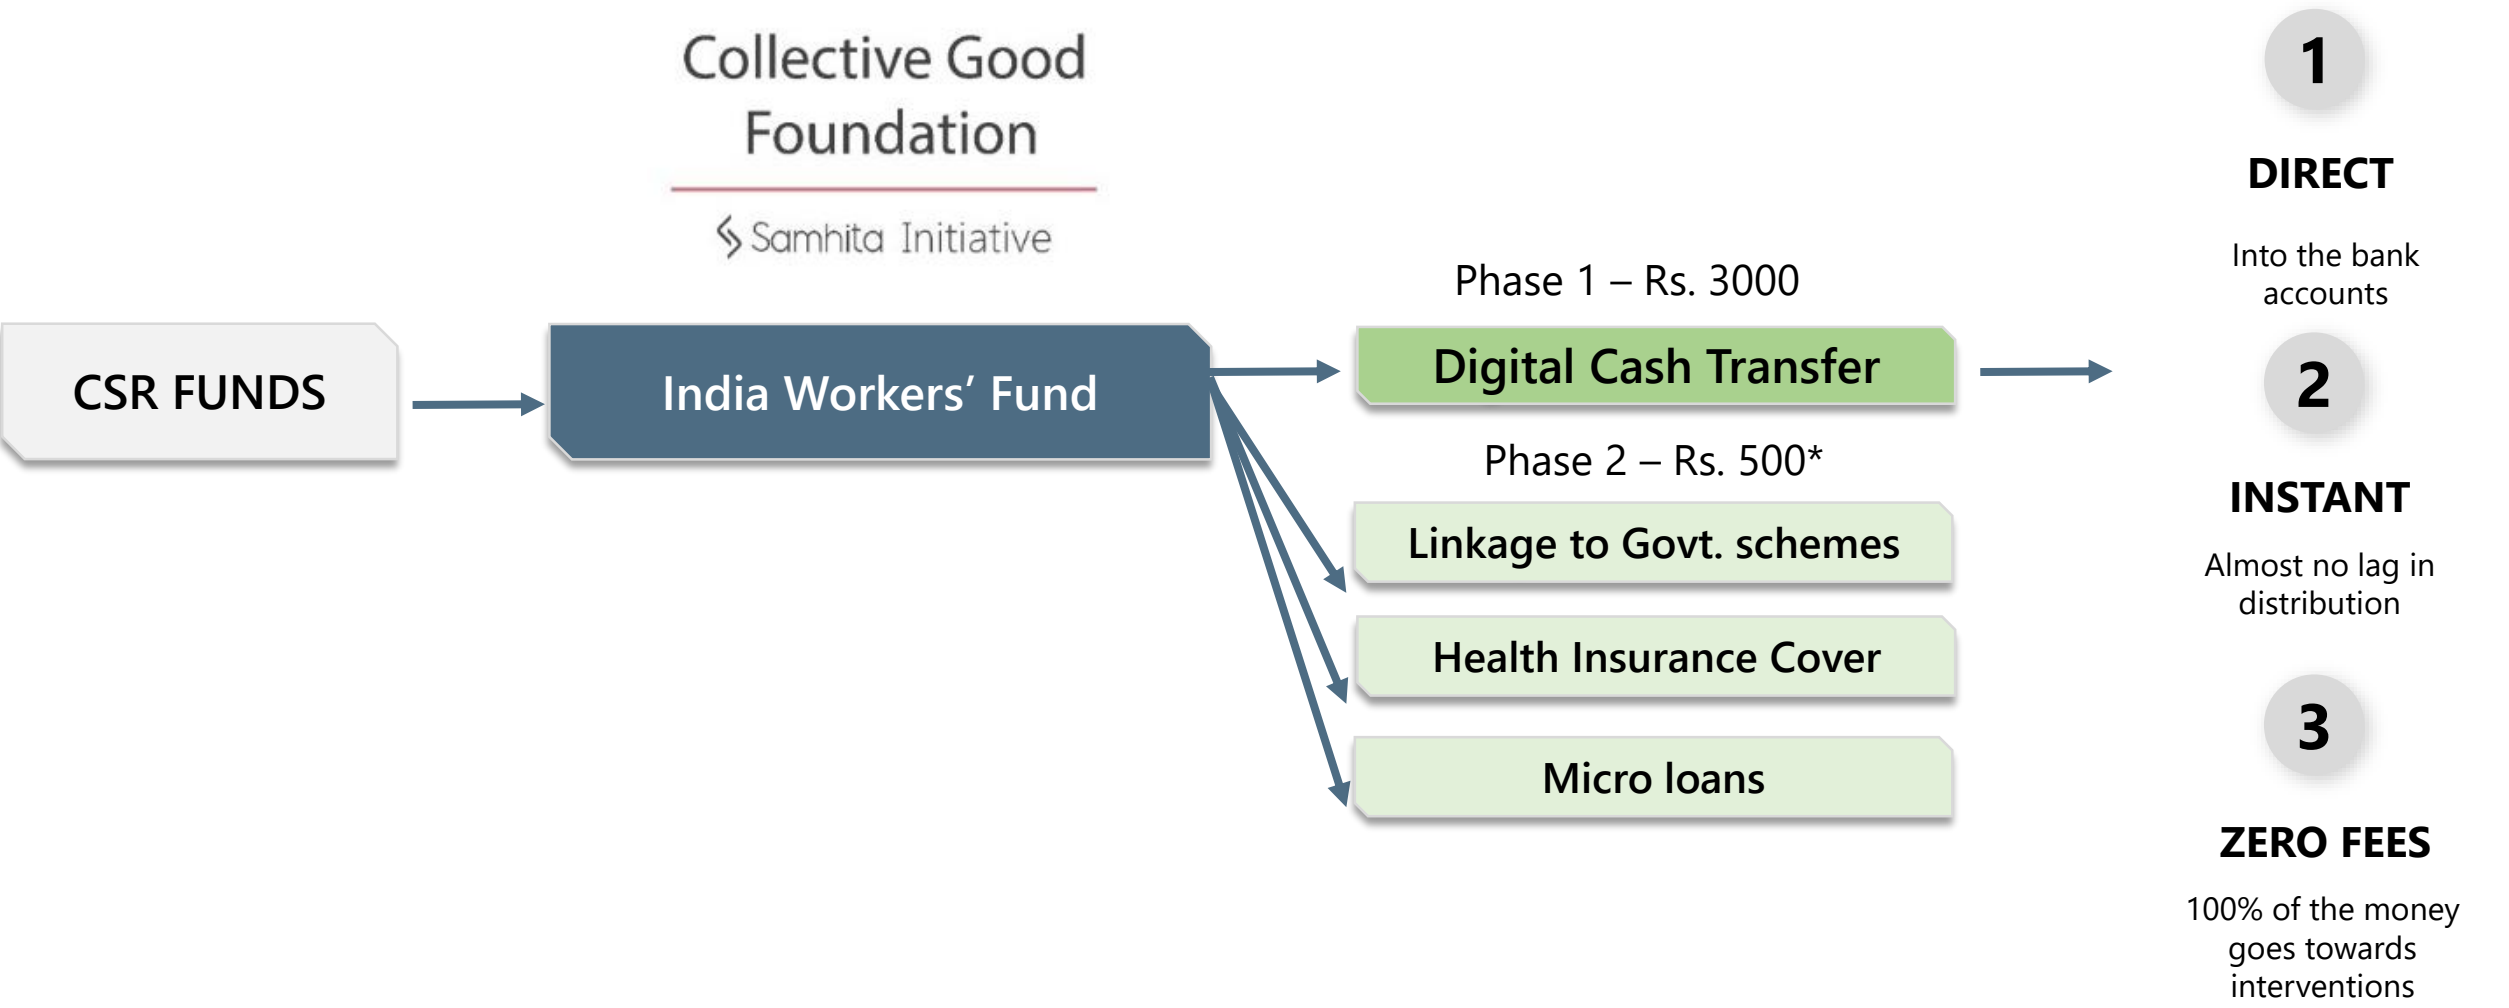 Collective Good
Foundation
Samhita Initiative
CSR FUNDS
India Workers’ Fund
Phase 1 – Rs. 3000
Digital Cash Transfer
Phase 2 – Rs. 500*
Linkage to Govt. schemes
Health Insurance Cover
Micro loans
1
DIRECT
Into the bank
accounts
2
INSTANT
Almost no lag in
distribution
3
ZERO FEES
100% of the money
goes towards
interventions